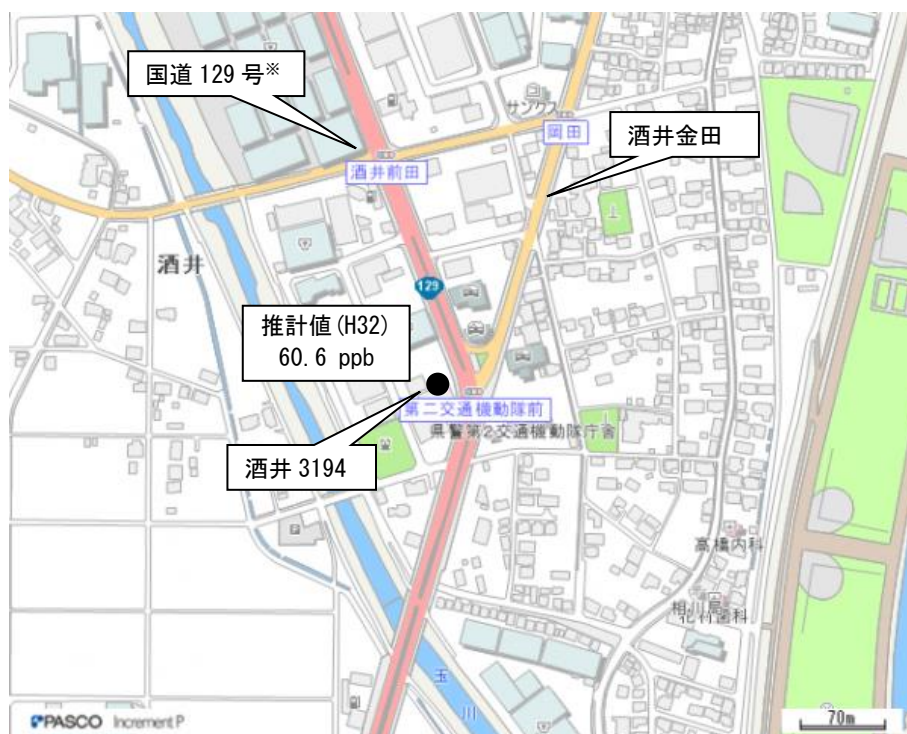 国道 129 号※
サンクス
岡田
酒井金田
酒井前田
酒井
129
推計値(H32)
60.6 ppb
第二交通機動隊前
県警第2交通機動隊庁舎
酒井 3194
高橋内科
相川局
玉
川
PASCO Increment P
70m